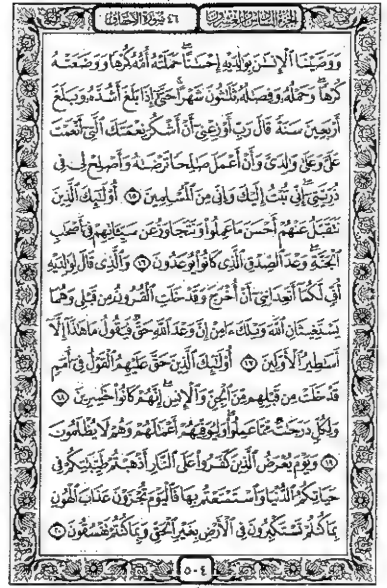 الجزء السادس والعشرون ٤٦ سورة الأحقاف
وَوَصَّيْنَا ٱلْإِنسَٰنَ بِوَٰلِدَيْهِ إِحْسَٰنًا حَمَلَتْهُ أُمُّهُۥ كُرْهًا وَوَضَعَتْهُ
كُرْهًا وَحَمْلُهُۥ وَفِصَٰلُهُۥ ثَلَٰثُونَ شَهْرًا حَتَّىٰٓ إِذَا بَلَغَ أَشُدَّهُۥ وَبَلَغَ
أَرْبَعِينَ سَنَةً قَالَ رَبِّ أَوْزِعْنِىٓ أَنْ أَشْكُرَ نِعْمَتَكَ ٱلَّتِىٓ أَنْعَمْتَ
عَلَىَّ وَعَلَىٰ وَٰلِدَىَّ وَأَنْ أَعْمَلَ صَٰلِحًا تَرْضَىٰهُ وَأَصْلِحْ لِى فِى
ذُرِّيَّتِىٓ إِنِّى تُبْتُ إِلَيْكَ وَإِنِّى مِنَ ٱلْمُسْلِمِينَ ١٥ أُو۟لَٰٓئِكَ ٱلَّذِينَ
نَتَقَبَّلُ عَنْهُمْ أَحْسَنَ مَا عَمِلُوا۟ وَنَتَجَاوَزُ عَن سَيِّـَٔاتِهِمْ فِىٓ أَصْحَٰبِ
ٱلْجَنَّةِ وَعْدَ ٱلصِّدْقِ ٱلَّذِى كَانُوا۟ يُوعَدُونَ ١٦ وَٱلَّذِى قَالَ لِوَٰلِدَيْهِ
أُفٍّ لَّكُمَآ أَتَعِدَانِنِىٓ أَنْ أُخْرَجَ وَقَدْ خَلَتِ ٱلْقُرُونُ مِن قَبْلِى وَهُمَا
يَسْتَغِيثَانِ ٱللَّهَ وَيْلَكَ ءَامِنْ إِنَّ وَعْدَ ٱللَّهِ حَقٌّ فَيَقُولُ مَا هَٰذَآ إِلَّآ
أَسَٰطِيرُ ٱلْأَوَّلِينَ ١٧ أُو۟لَٰٓئِكَ ٱلَّذِينَ حَقَّ عَلَيْهِمُ ٱلْقَوْلُ فِىٓ أُمَمٍ
قَدْ خَلَتْ مِن قَبْلِهِم مِّنَ ٱلْجِنِّ وَٱلْإِنسِ إِنَّهُمْ كَانُوا۟ خَٰسِرِينَ ١٨
وَلِكُلٍّ دَرَجَٰتٌ مِّمَّا عَمِلُوا۟ وَلِيُوَفِّيَهُمْ أَعْمَٰلَهُمْ وَهُمْ لَا يُظْلَمُونَ
١٩ وَيَوْمَ يُعْرَضُ ٱلَّذِينَ كَفَرُوا۟ عَلَى ٱلنَّارِ أَذْهَبْتُمْ طَيِّبَٰتِكُمْ فِى
حَيَاتِكُمُ ٱلدُّنْيَا وَٱسْتَمْتَعْتُم بِهَا فَٱلْيَوْمَ تُجْزَوْنَ عَذَابَ ٱلْهُونِ
بِمَا كُنتُمْ تَسْتَكْبِرُونَ فِى ٱلْأَرْضِ بِغَيْرِ ٱلْحَقِّ وَبِمَا كُنتُمْ تَفْسُقُونَ ٢٠
٥٠٤